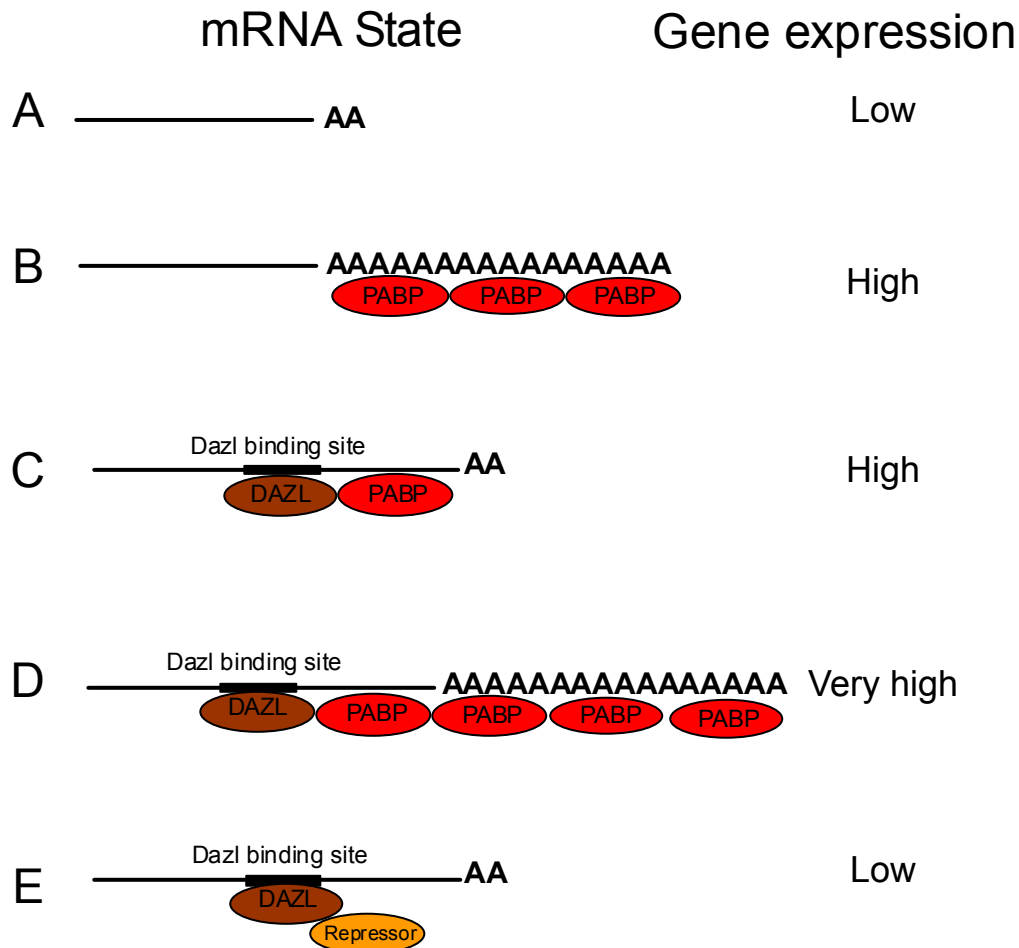 mRNA State Gene expression
A AA Low
B AAAAAAAAAAAAAAAA High
PABP PABP PABP
Dazl binding site
C AA High
DAZL PABP
Dazl binding site
D AAAAAAAAAAAAAAAA Very high
DAZL PABP PABP PABP PABP
Dazl binding site
E AA Low
DAZL
Repressor